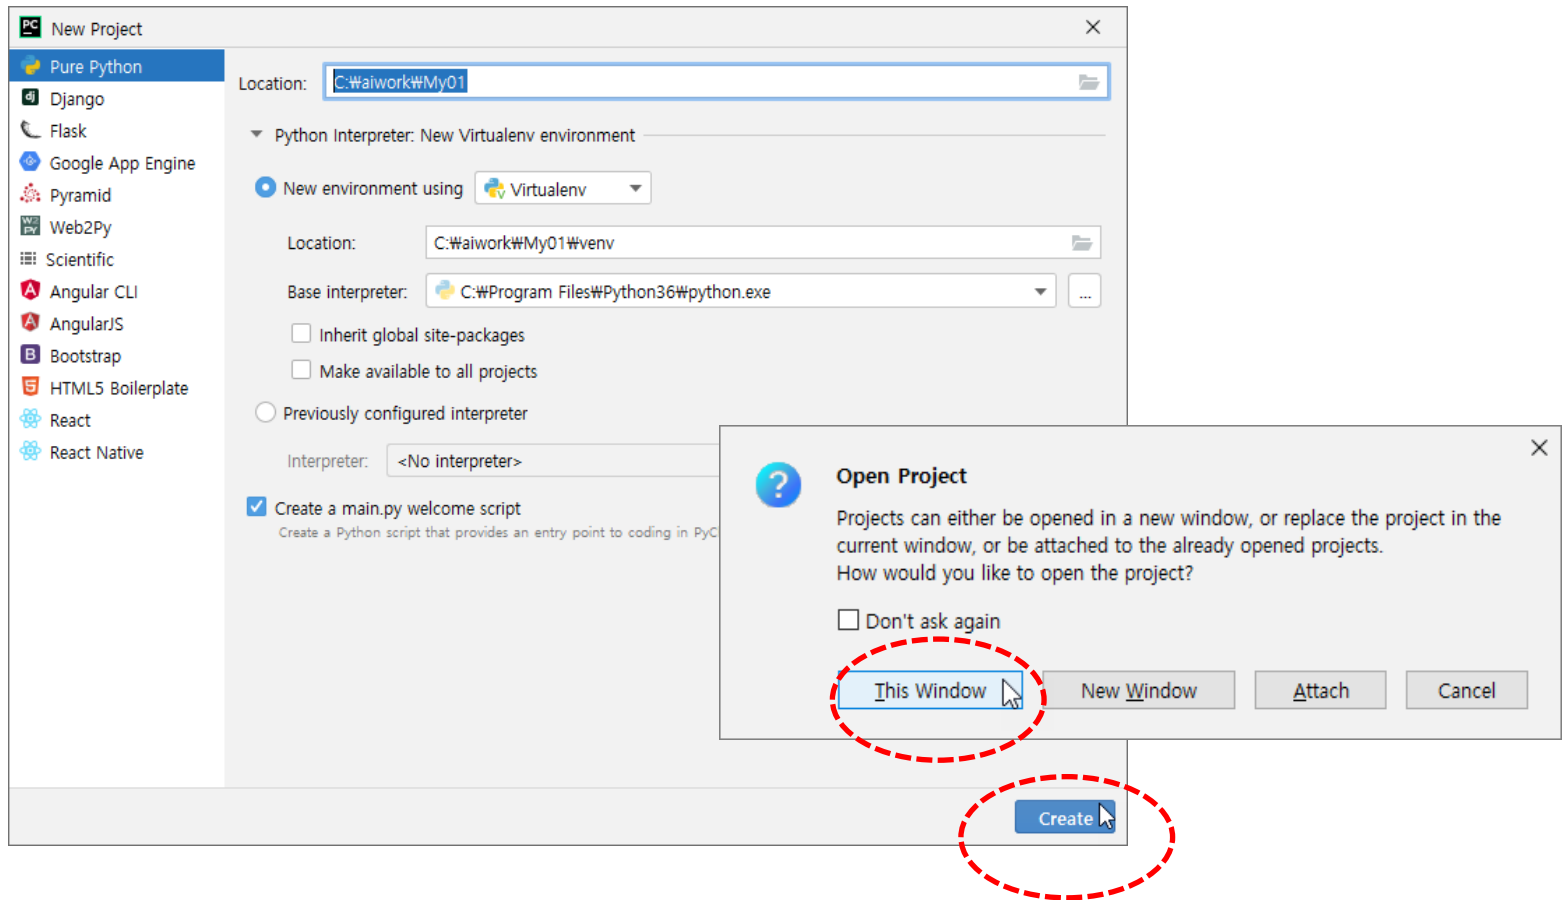 PC New Project
Pure Python
Django
Flask
Google App Engine
Pyramid
Web2Py
Scientific
Angular CLI
AngularJS
Bootstrap
HTML5 Boilerplate
React
React Native
Location: C:₩aiwork₩My01
Python Interpreter: New Virtualenv environment
New environment using Virtualenv
Location: C:₩aiwork₩My01₩venv
Base interpreter: C:₩Program Files₩Python36₩python.exe ...
Inherit global site-packages
Make available to all projects
Previously configured interpreter
Interpreter: <No interpreter>
Create a main.py welcome script
Create a Python script that provides an entry point to coding in PyC
Create
Open Project
Projects can either be opened in a new window, or replace the project in the
current window, or be attached to the already opened projects.
How would you like to open the project?
Don't ask again
This Window New Window Attach Cancel